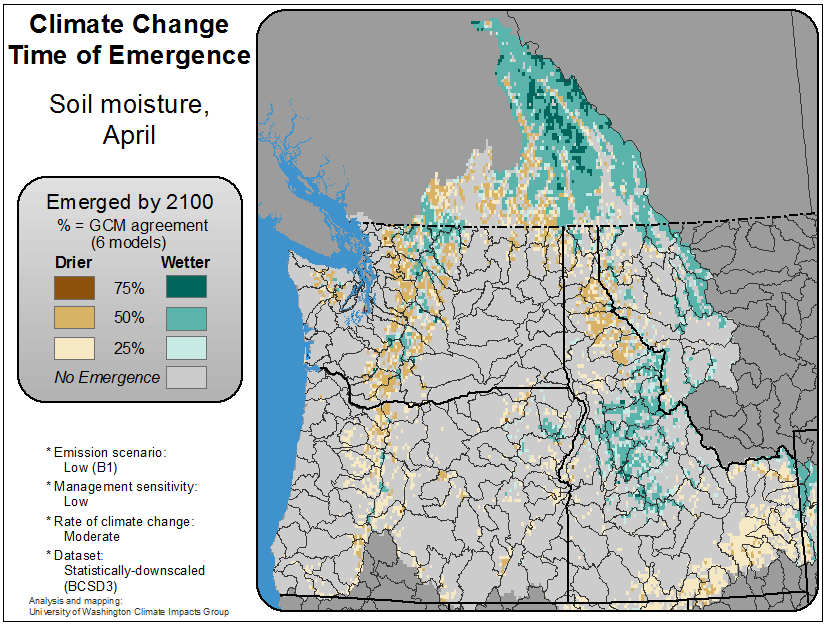 Climate Change
Time of Emergence
Soil moisture,
April
Emerged by 2100
% = GCM agreement
(6 models)
Drier Wetter
75%
50%
25%
No Emergence
* Emission scenario:
Low (B1)
* Management sensitivity:
Low
* Rate of climate change:
Moderate
* Dataset:
Statistically-downscaled
(BCSD3)
Analysis and mapping:
University of Washington Climate Impacts Group